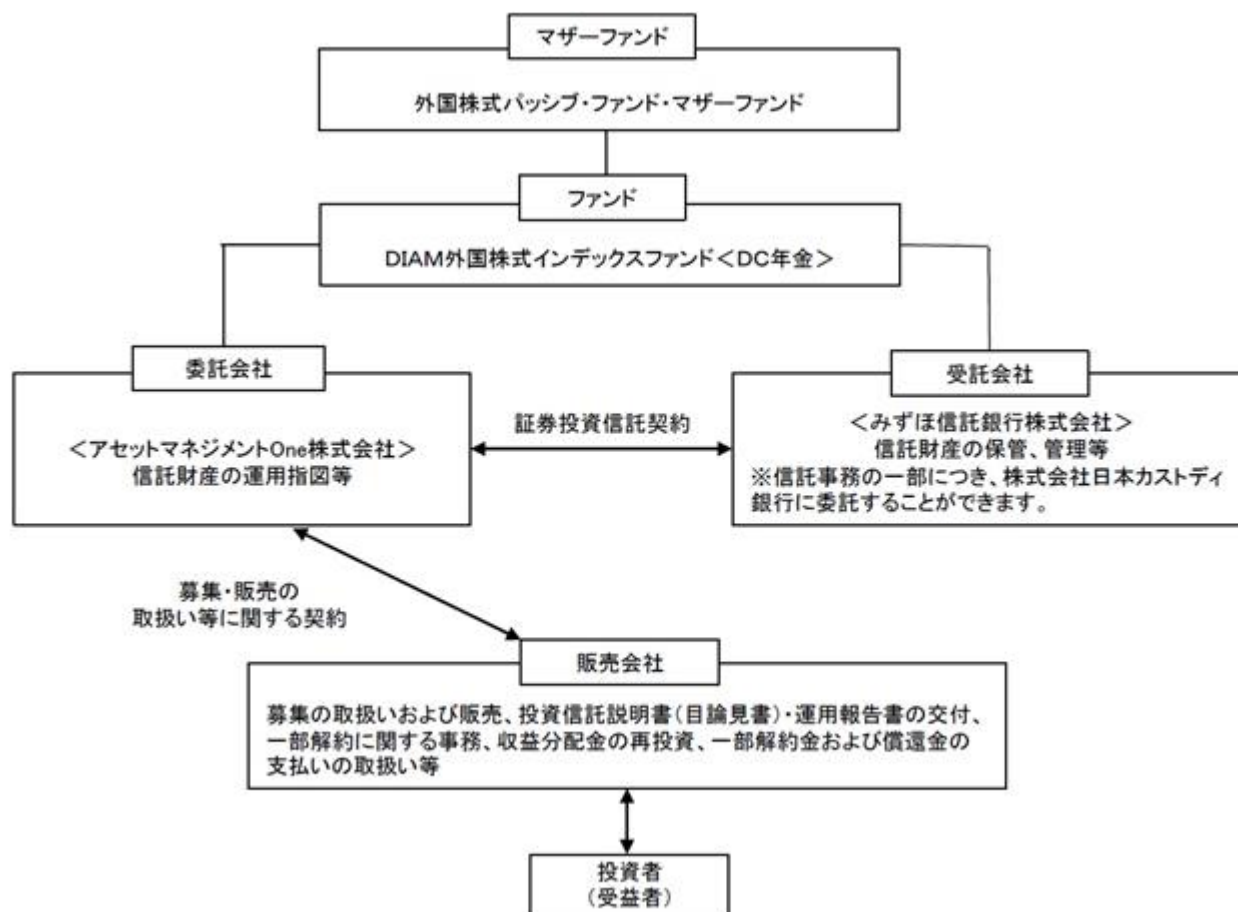 マザーファンド
外国株式パッシブ・ファンド・マザーファンド
ファンド
DIAM外国株式インデックスファンド＜DC年金＞
委託会社
＜アセットマネジメントOne株式会社＞
信託財産の運用指図等
証券投資信託契約
受託会社
＜みずほ信託銀行株式会社＞
信託財産の保管、管理等
※信託事務の一部につき、株式会社日本カストディ
銀行に委託することができます。
募集・販売の
取扱い等に関する契約
販売会社
募集の取扱いおよび販売、投資信託説明書（目論見書）・運用報告書の交付、
一部解約に関する事務、収益分配金の再投資、一部解約金および償還金の
支払いの取扱い等
投資者
（受益者）